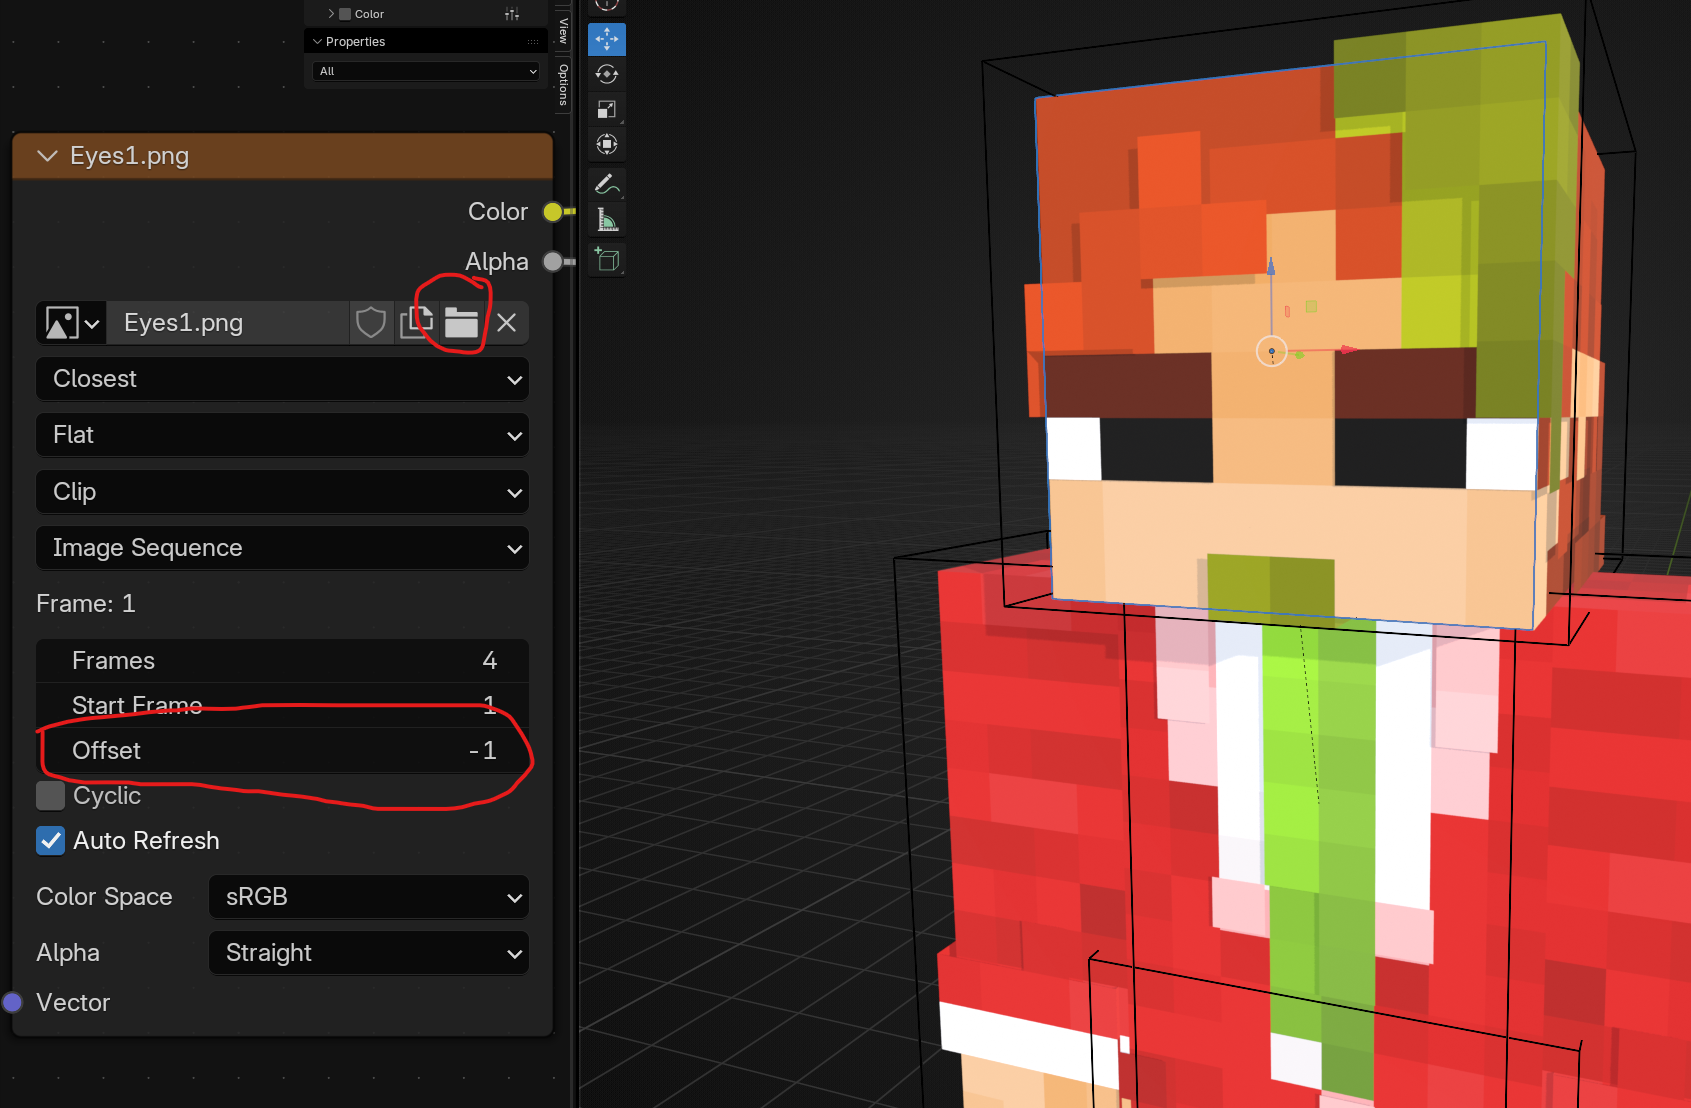 Color
Properties
All
View
Options
Eyes1.png
Color
Alpha
Eyes1.png
Closest
Flat
Clip
Image Sequence
Frame: 1
Frames 4
Start Frame 1
Offset -1
Cyclic
Auto Refresh
Color Space sRGB
Alpha Straight
Vector